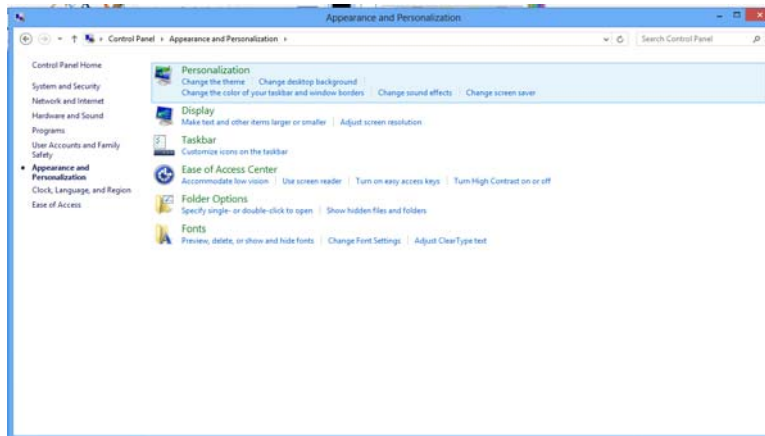 Appearance and Personalization
Control Panel Appearance and Personalization
Search Control Panel
Control Panel Home
System and Security
Network and Internet
Hardware and Sound
Programs
User Accounts and Family
Safety
Appearance and
Personalization
Clock, Language, and Region
Ease of Access
Personalization
Change the theme Change desktop background
Change the color of your taskbar and window borders Change sound effects Change screen saver
Display
Make text and other items larger or smaller Adjust screen resolution
Taskbar
Customize icons on the taskbar
Ease of Access Center
Accommodate low vision Use screen reader Turn on easy access keys Turn High Contrast on or off
Folder Options
Specify single- or double-click to open Show hidden files and folders
Fonts
Preview, delete, or show and hide fonts Change Font Settings Adjust ClearType text